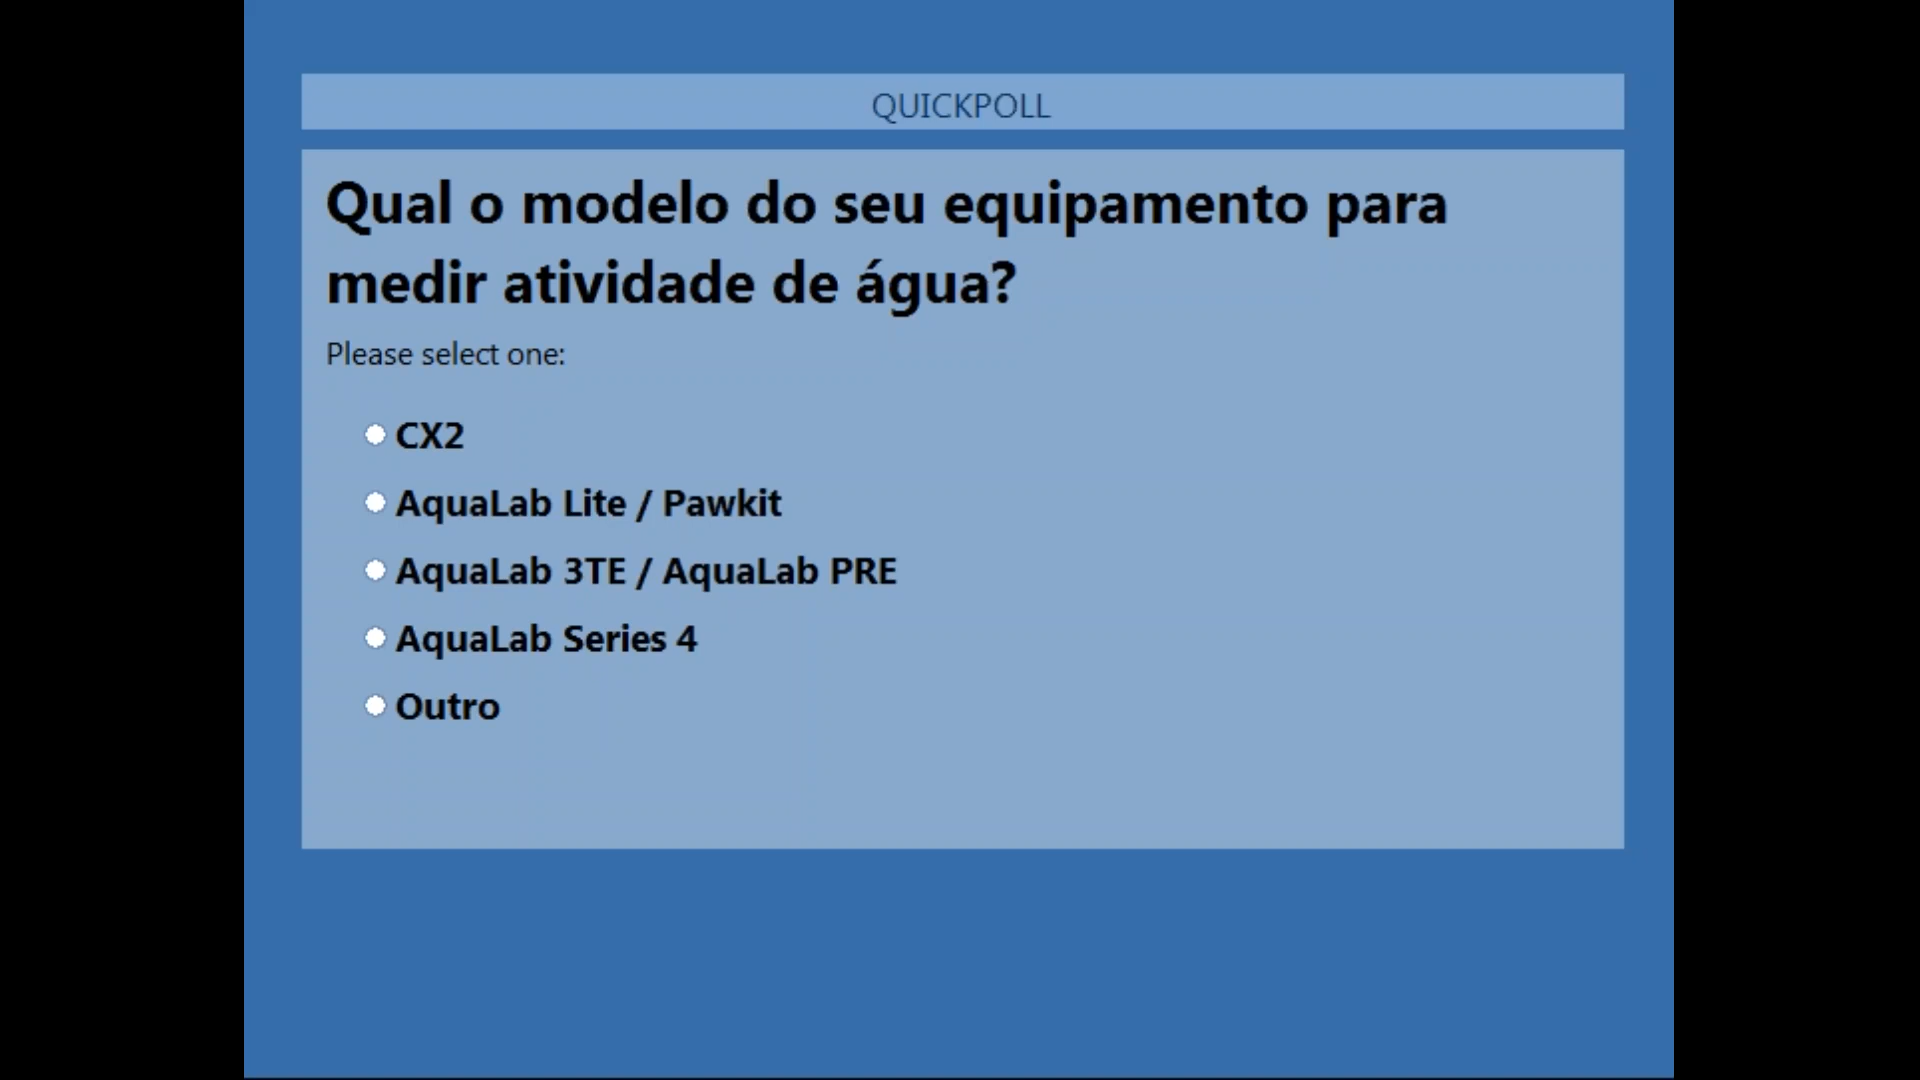 QUICKPOLL
Qual o modelo do seu equipamento para
medir atividade de água?
Please select one:
CX2
AquaLab Lite / Pawkit
AquaLab 3TE / AquaLab PRE
AquaLab Series 4
Outro